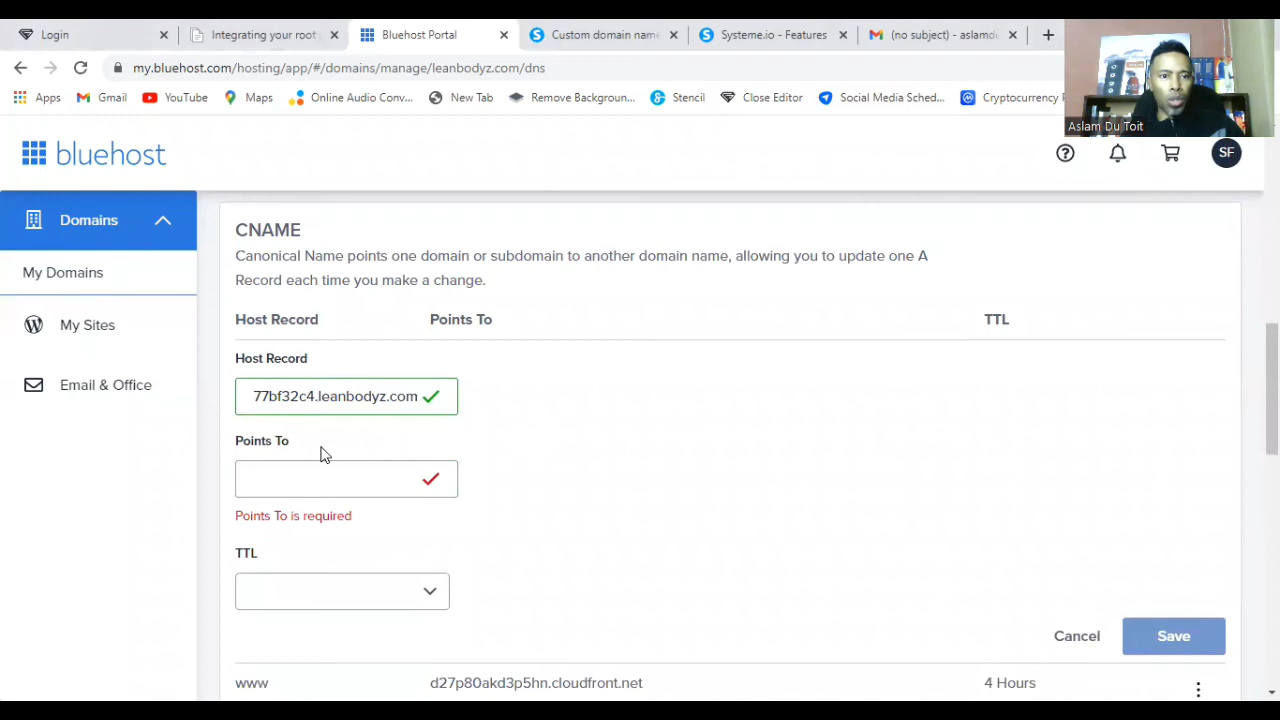 Login
Integrating your root
Bluehost Portal
Custom domain name
Systeme.io - Features
(no subject) - aslamdu
my.bluehost.com/hosting/app/#/domains/manage/leanbodyz.com/dns
Apps
Gmail
YouTube
Maps
Online Audio Conv...
New Tab
Remove Backgroun...
Stencil
Close Editor
Social Media Sched...
Cryptocurrency
Aslam Du Toit
bluehost
SF
Domains
My Domains
My Sites
Email & Office
CNAME
Canonical Name points one domain or subdomain to another domain name, allowing you to update one A
Record each time you make a change.
Host Record Points To TTL
Host Record
77bf32c4.leanbodyz.com
Points To
Points To is required
TTL
Cancel Save
www d27p80akd3p5hn.cloudfront.net 4 Hours